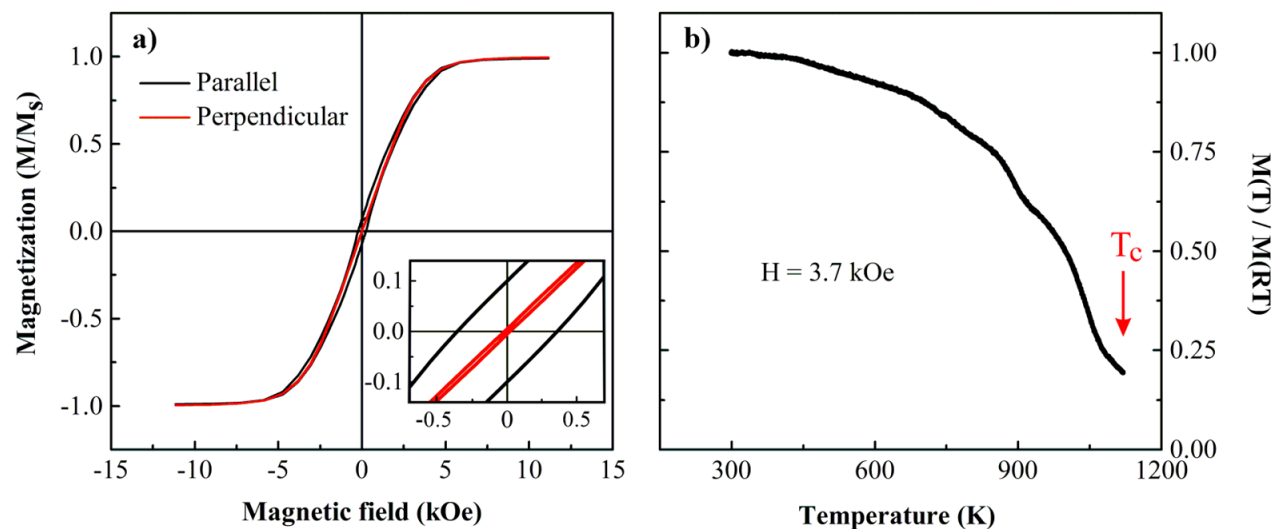 a)
Parallel
Perpendicular
Magnetization (M/Ms)
1.0
0.5
0.0
-0.5
-1.0
0.1
0.0
-0.1
-0.5 0 0.5
-15 -10 -5 0 5 10 15
Magnetic field (kOe)
b)
H = 3.7 kOe
Tc
1.00
0.75
0.50
0.25
0.00
M(T) / M(RT)
300 600 900 1200
Temperature (K)